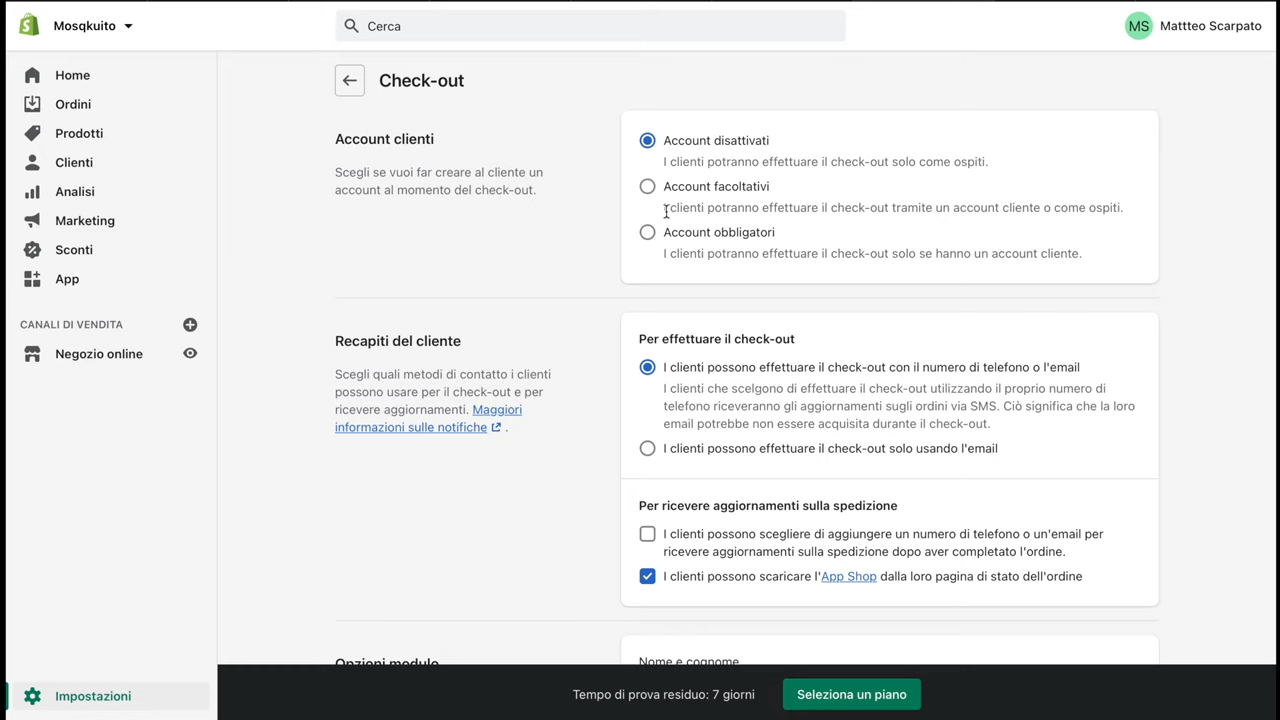 Mosqkuito
Cerca
MS
Mattteo Scarpato
Home
Ordini
Prodotti
Clienti
Analisi
Marketing
Sconti
App
CANALI DI VENDITA
Negozio online
Impostazioni
Check-out
Account clienti
Scegli se vuoi far creare al cliente un
account al momento del check-out.
Account disattivati
I clienti potranno effettuare il check-out solo come ospiti.
Account facoltativi
I clienti potranno effettuare il check-out tramite un account cliente o come ospiti.
Account obbligatori
I clienti potranno effettuare il check-out solo se hanno un account cliente.
Recapiti del cliente
Scegli quali metodi di contatto i clienti
possono usare per il check-out e per
ricevere aggiornamenti. Maggiori
informazioni sulle notifiche .
Per effettuare il check-out
I clienti possono effettuare il check-out con il numero di telefono o l'email
I clienti che scelgono di effettuare il check-out utilizzando il proprio numero di
telefono riceveranno gli aggiornamenti sugli ordini via SMS. Ciò significa che la loro
email potrebbe non essere acquisita durante il check-out.
I clienti possono effettuare il check-out solo usando l'email
Per ricevere aggiornamenti sulla spedizione
I clienti possono scegliere di aggiungere un numero di telefono o un'email per
ricevere aggiornamenti sulla spedizione dopo aver completato l'ordine.
I clienti possono scaricare l'App Shop dalla loro pagina di stato dell'ordine
Opzioni modulo
Nome e cognome
Tempo di prova residuo: 7 giorni
Seleziona un piano